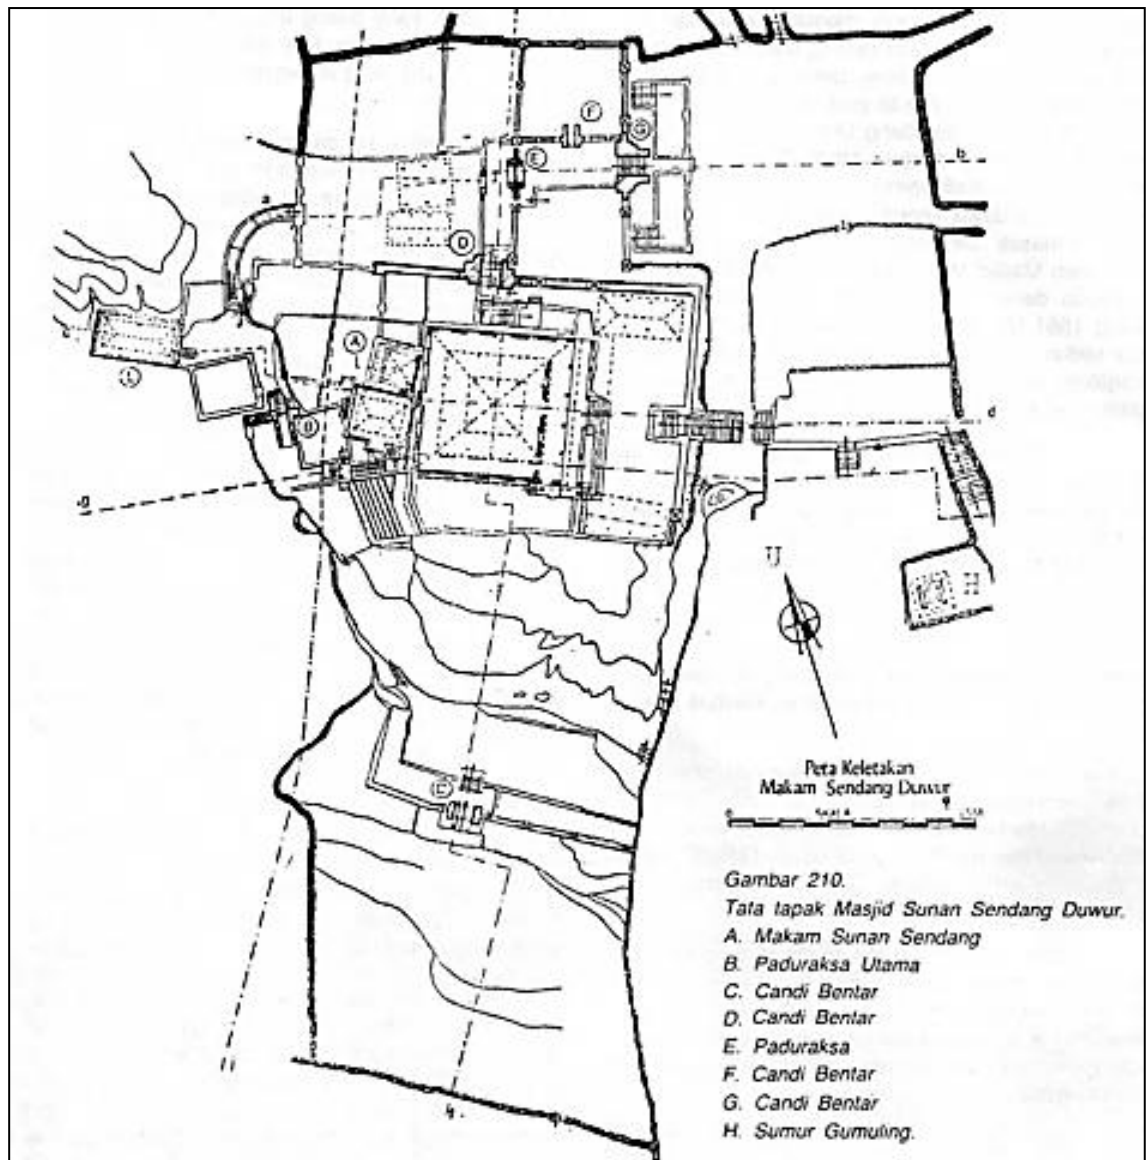 F
G
E
b
a
D
A
d
U
H
Peta Keletakan
Makam Sendang Duwur
C
Gambar 210.
Tata tapak Masjid Sunan Sendang Duwur.
A. Makam Sunan Sendang
B. Paduraksa Utama
C. Candi Bentar
D. Candi Bentar
E. Paduraksa
F. Candi Bentar
G. Candi Bentar
H. Sumur Gumuling.